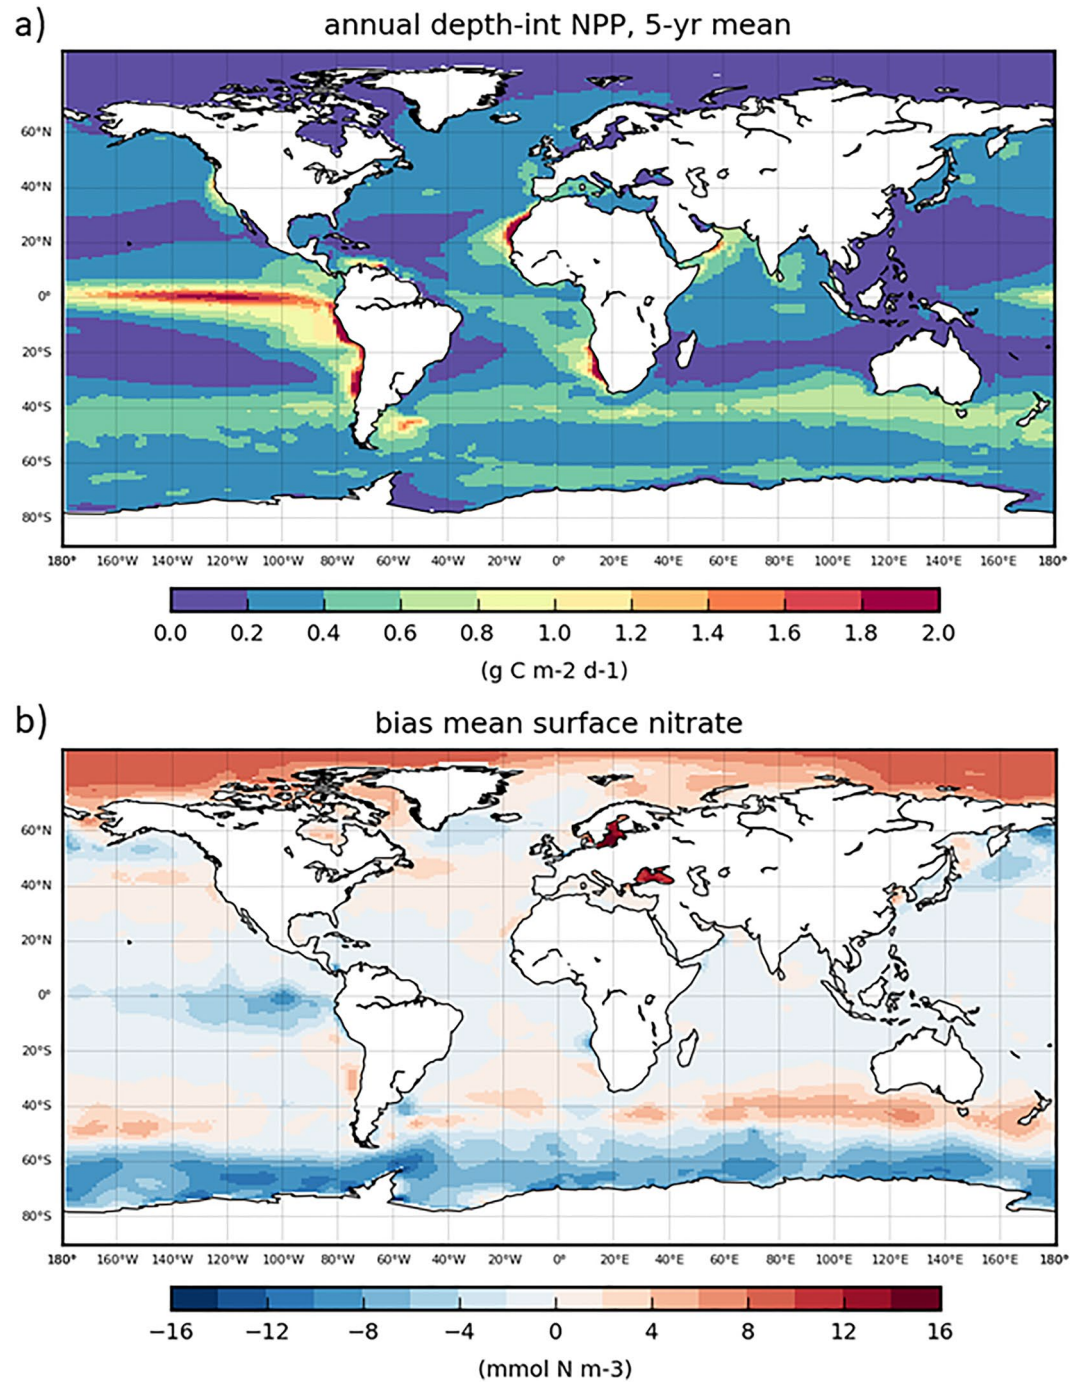 a)
annual depth-int NPP, 5-yr mean
60°N
40°N
20°N
0°
20°S
40°S
60°S
80°S
180° 160°W 140°W 120°W 100°W 80°W 60°W 40°W 20°W 0° 20°E 40°E 60°E 80°E 100°E 120°E 140°E 160°E 180°
0.0 0.2 0.4 0.6 0.8 1.0 1.2 1.4 1.6 1.8 2.0
(g C m-2 d-1)
b)
bias mean surface nitrate
60°N
40°N
20°N
0°
20°S
40°S
60°S
80°S
180° 160°W 140°W 120°W 100°W 80°W 60°W 40°W 20°W 0° 20°E 40°E 60°E 80°E 100°E 120°E 140°E 160°E 180°
−16 −12 −8 −4 0 4 8 12 16
(mmol N m-3)